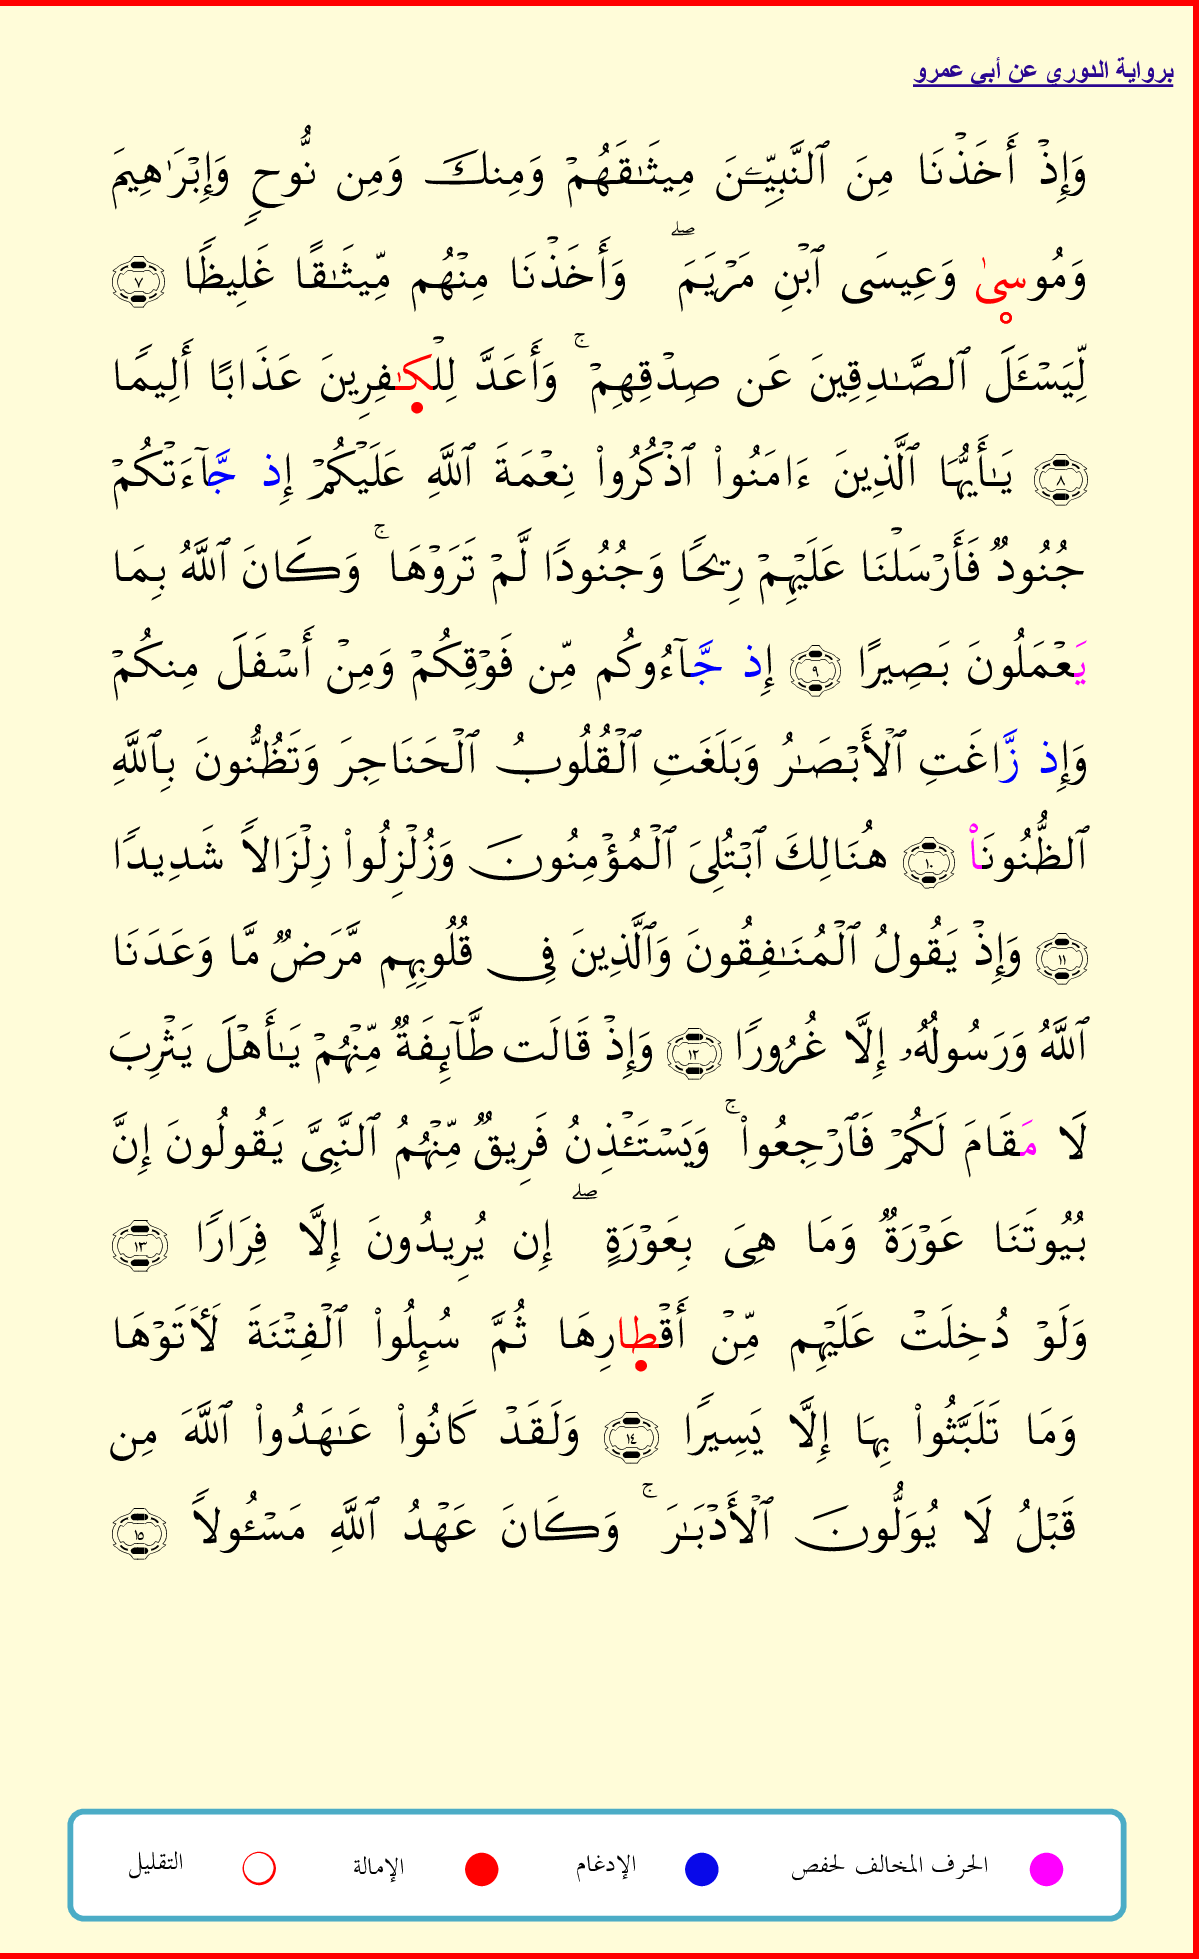 برواية الدوري عن أبي عمرو
وَإِذْ أَخَذْنَا مِنَ ٱلنَّبِيِّـۧنَ مِيثَـٰقَهُمْ وَمِنكَ وَمِن نُّوحٍ وَإِبْرَٰهِيمَ
وَمُوسىٰ وَعِيسَى ٱبْنِ مَرْيَمَ ۖ وَأَخَذْنَا مِنْهُم مِّيثَـٰقًا غَلِيظًا ٧
لِّيَسْـَٔلَ ٱلصَّـٰدِقِينَ عَن صِدْقِهِمْ ۚ وَأَعَدَّ لِلْكـٰفِرِينَ عَذَابًا أَلِيمًا
٨ يَـٰأَيُّهَا ٱلَّذِينَ ءَامَنُوا۟ ٱذْكُرُوا۟ نِعْمَةَ ٱللَّهِ عَلَيْكُمْ إِذ جَّآءَتْكُمْ
جُنُودٌ فَأَرْسَلْنَا عَلَيْهِمْ رِيحًا وَجُنُودًا لَّمْ تَرَوْهَا ۚ وَكَانَ ٱللَّهُ بِمَا
يَعْمَلُونَ بَصِيرًا ٩ إِذ جَّآءُوكُم مِّن فَوْقِكُمْ وَمِنْ أَسْفَلَ مِنكُمْ
وَإِذ زَّاغَتِ ٱلْأَبْصَـٰرُ وَبَلَغَتِ ٱلْقُلُوبُ ٱلْحَنَاجِرَ وَتَظُنُّونَ بِٱللَّهِ
ٱلظُّنُونَا۠ ١٠ هُنَالِكَ ٱبْتُلِىَ ٱلْمُؤْمِنُونَ وَزُلْزِلُوا۟ زِلْزَالًا شَدِيدًا
١١ وَإِذْ يَقُولُ ٱلْمُنَـٰفِقُونَ وَٱلَّذِينَ فِى قُلُوبِهِم مَّرَضٌ مَّا وَعَدَنَا
ٱللَّهُ وَرَسُولُهُۥ إِلَّا غُرُورًا ١٢ وَإِذْ قَالَت طَّآئِفَةٌ مِّنْهُمْ يَـٰأَهْلَ يَثْرِبَ
لَا مَقَامَ لَكُمْ فَٱرْجِعُوا۟ ۚ وَيَسْتَـْٔذِنُ فَرِيقٌ مِّنْهُمُ ٱلنَّبِىَّ يَقُولُونَ إِنَّ
بُيُوتَنَا عَوْرَةٌ وَمَا هِىَ بِعَوْرَةٍ ۖ إِن يُرِيدُونَ إِلَّا فِرَارًا ١٣
وَلَوْ دُخِلَتْ عَلَيْهِم مِّنْ أَقْطارِهَا ثُمَّ سُئِلُوا۟ ٱلْفِتْنَةَ لَأَتَوْهَا
وَمَا تَلَبَّثُوا۟ بِهَا إِلَّا يَسِيرًا ١٤ وَلَقَدْ كَانُوا۟ عَـٰهَدُوا۟ ٱللَّهَ مِن
قَبْلُ لَا يُوَلُّونَ ٱلْأَدْبَـٰرَ ۚ وَكَانَ عَهْدُ ٱللَّهِ مَسْـُٔولًا ١٥
الحرف المخالف لحفص الإدغام الإمالة التقليل